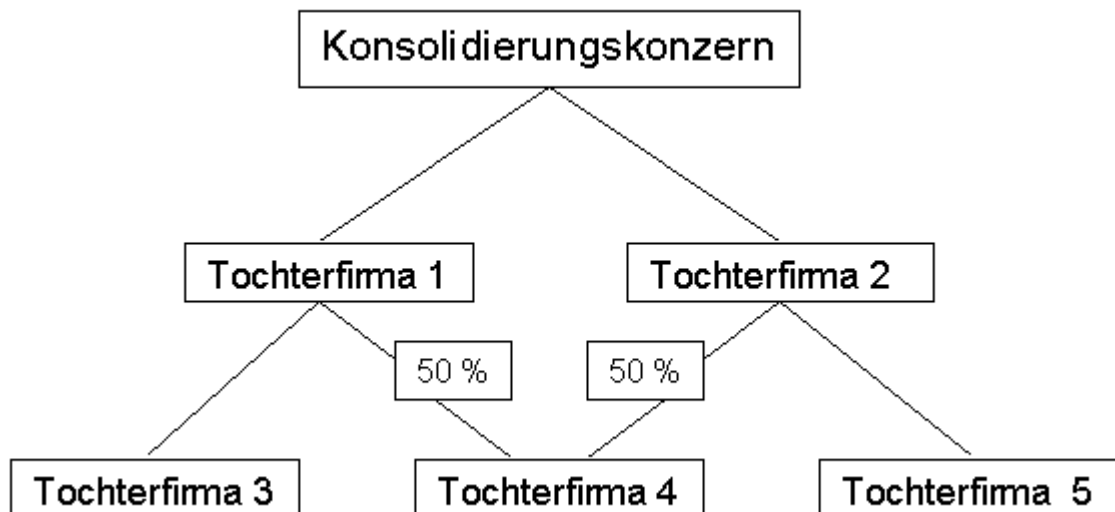 Konsolidierungskonzern
Tochterfirma 1
Tochterfirma 2
50 %
50 %
Tochterfirma 3
Tochterfirma 4
Tochterfirma 5